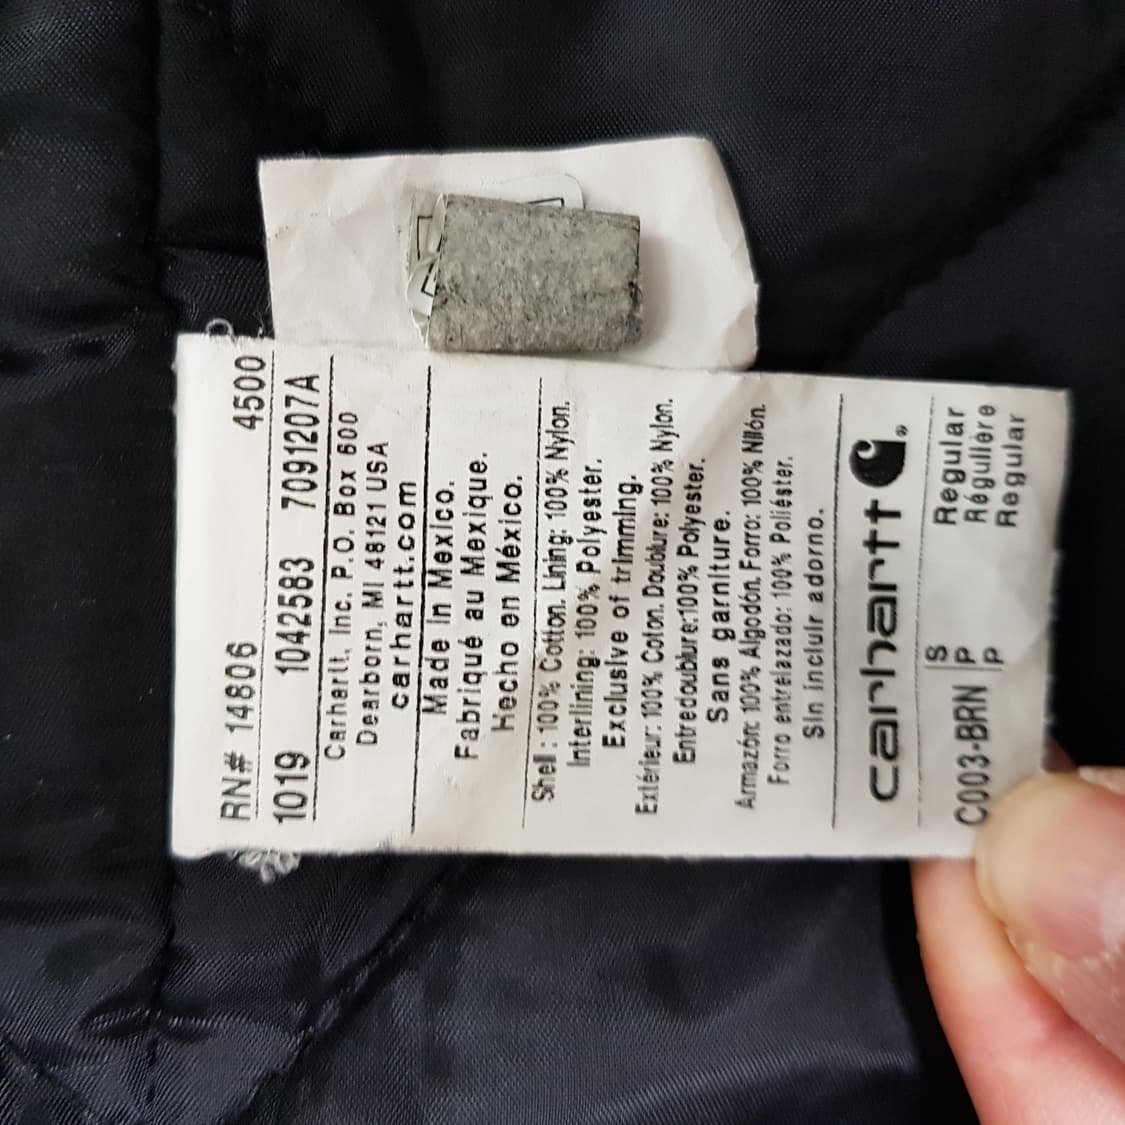 RN# 14806 4500
1019 1042583 7091207A
Carhartt, Inc. P.O. Box 600
Dearborn, MI 48121 USA
carhartt.com
Made in Mexico.
Fabriqué au Mexique.
Hecho en México.
Shell : 100% Cotton. Lining: 100% Nylon.
Interlining: 100% Polyester.
Exclusive of trimming.
Extérieur: 100% Coton. Doublure: 100% Nylon.
Entredoublure:100% Polyester.
Sans garniture.
Armazón: 100% Algodón. Forro: 100% Nilón.
Forro entrelazado: 100% Poliéster.
Sin incluir adorno.
carhartt ®
C003-BRN S Regular
P Régulière
P Regular